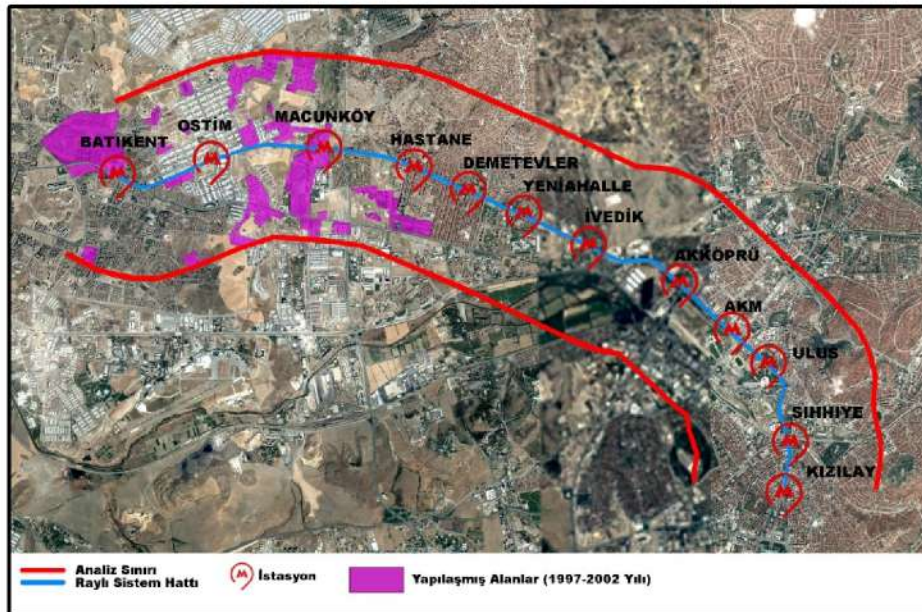 BATIKENT
OSTİM
MACUNKÖY
HASTANE
DEMETEVLER
YENİAHALLE
İVEDİK
AKKÖPRÜ
AKM
ULUS
SIHHIYE
KIZILAY
Analiz Sınırı
Raylı Sistem Hattı
İstasyon
Yapılaşmış Alanlar (1997-2002 Yılı)